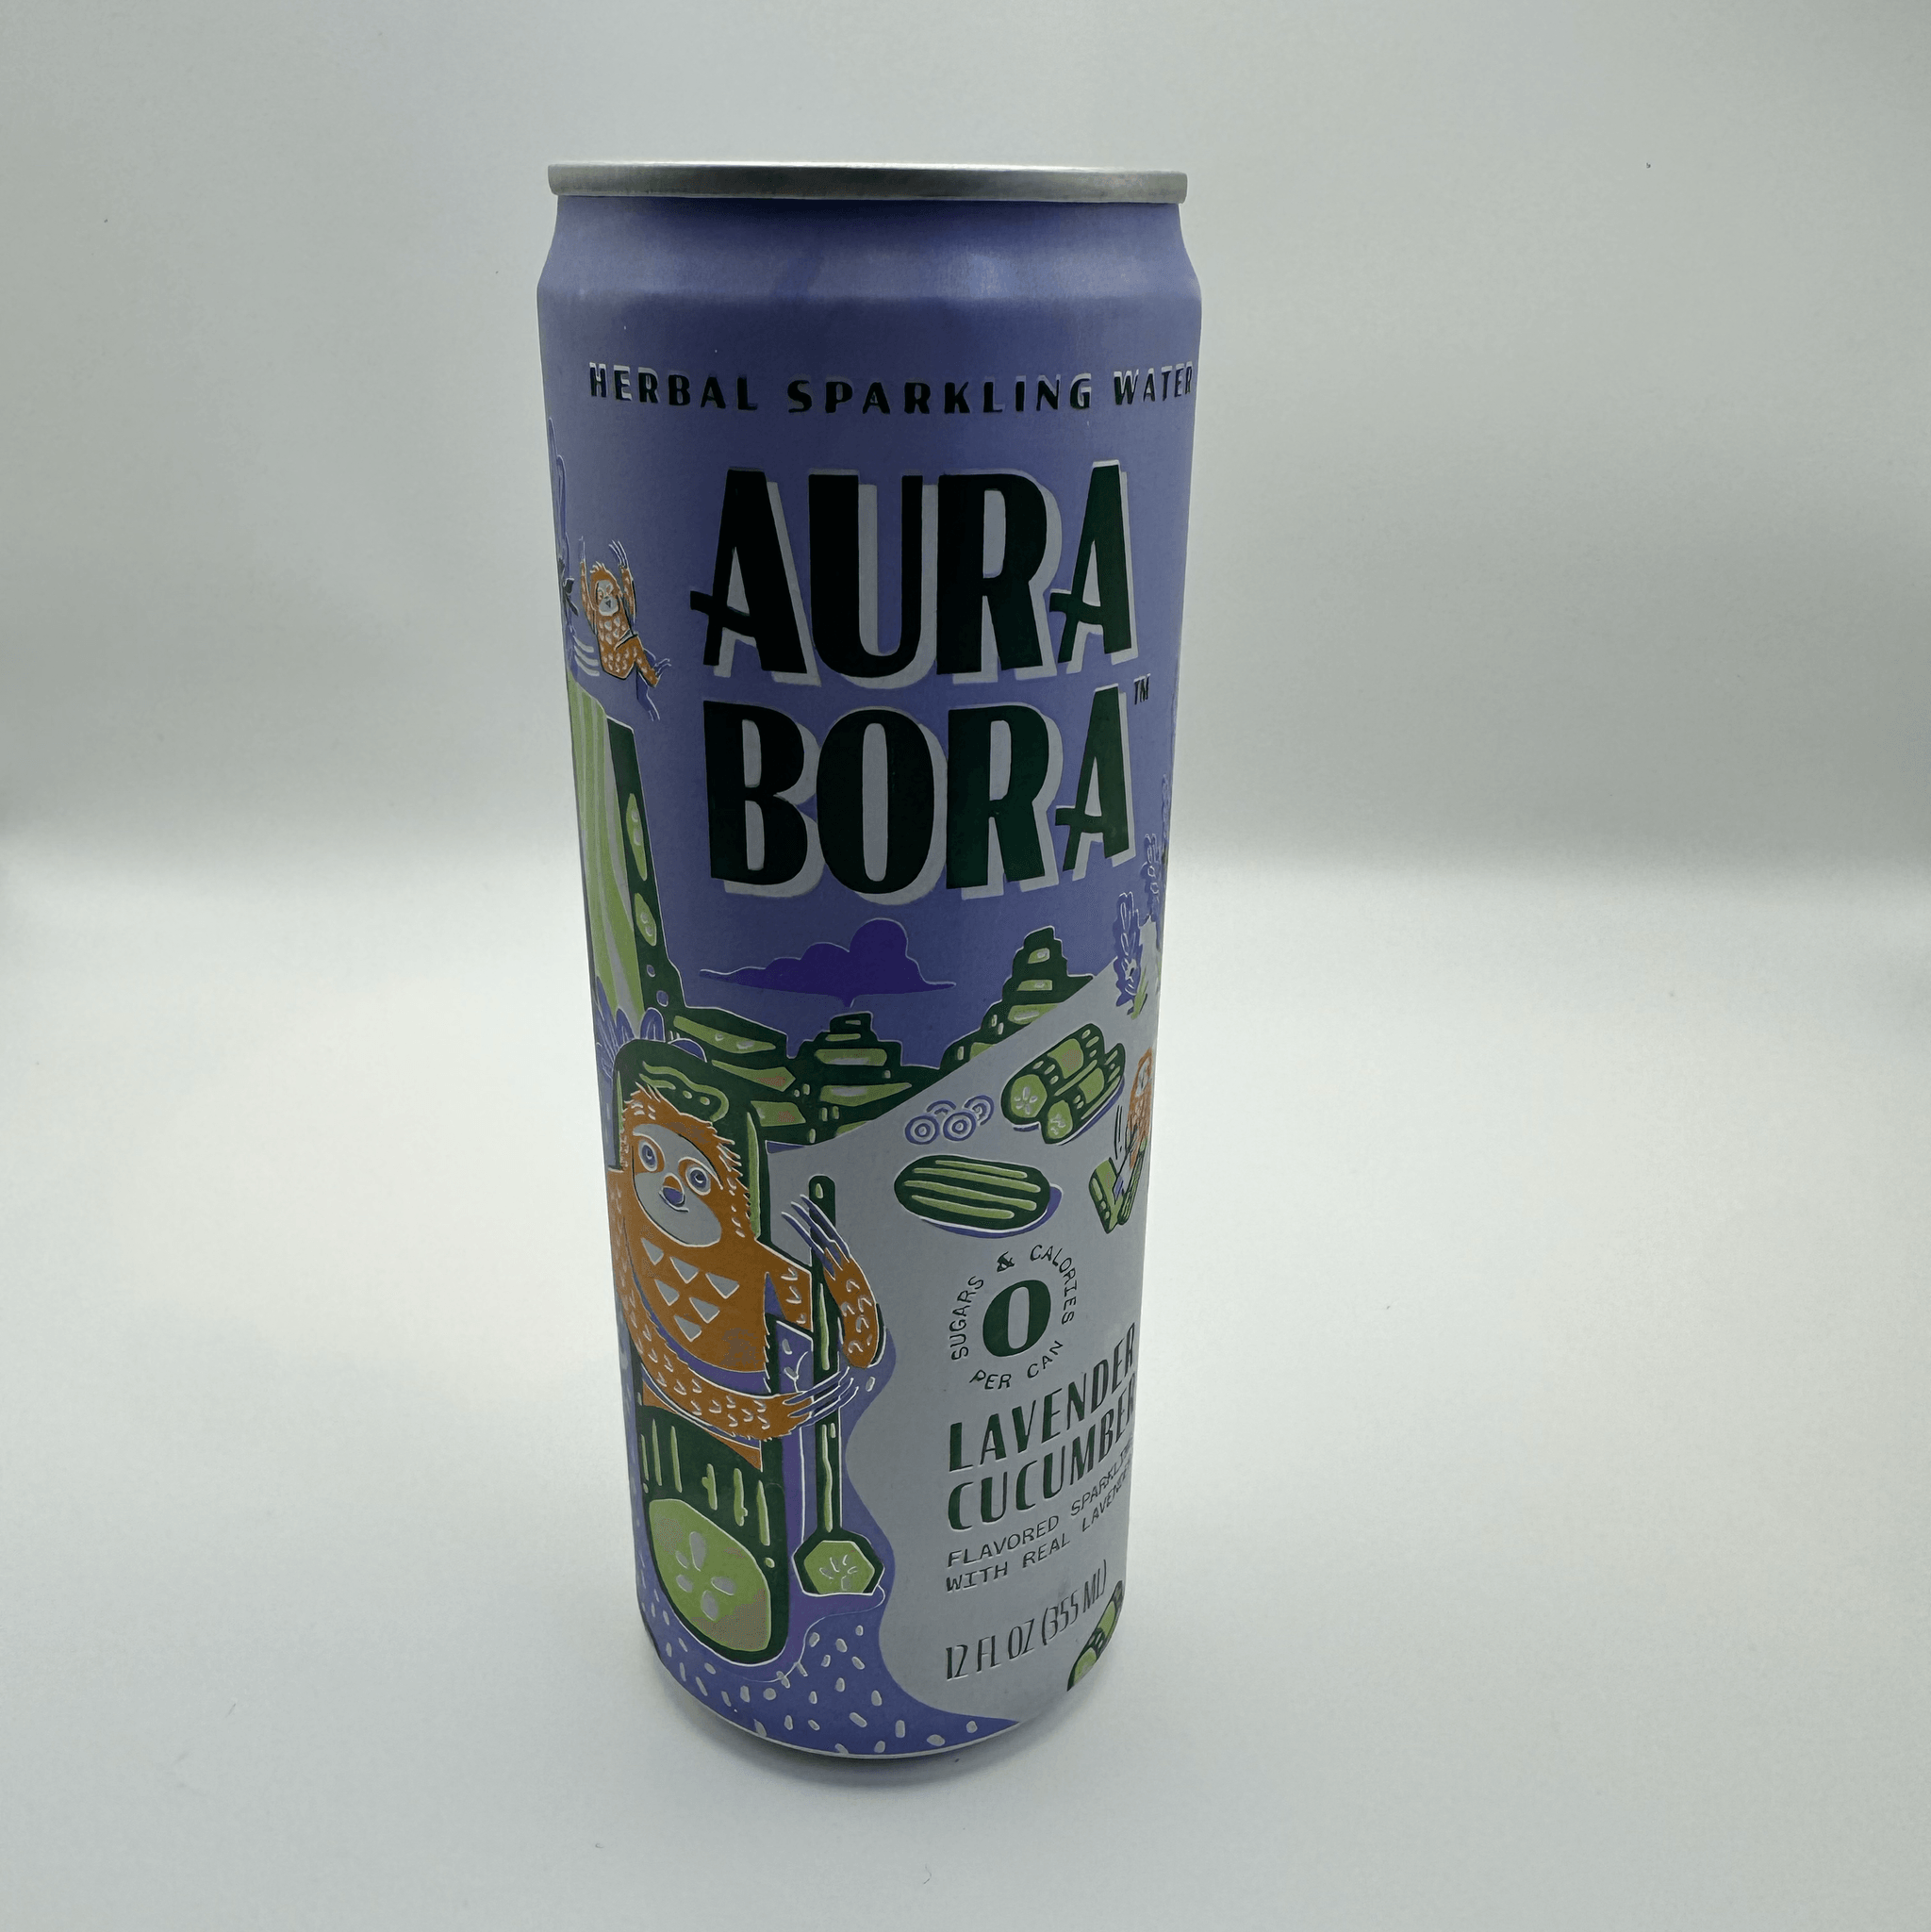 HERBAL SPARKLING WATER
AURA
BORA™
SUGARS & CALORIES
0
PER CAN
LAVENDER
CUCUMBER
FLAVORED
WITH REAL LAVENDER
12 FL OZ (355 ML)